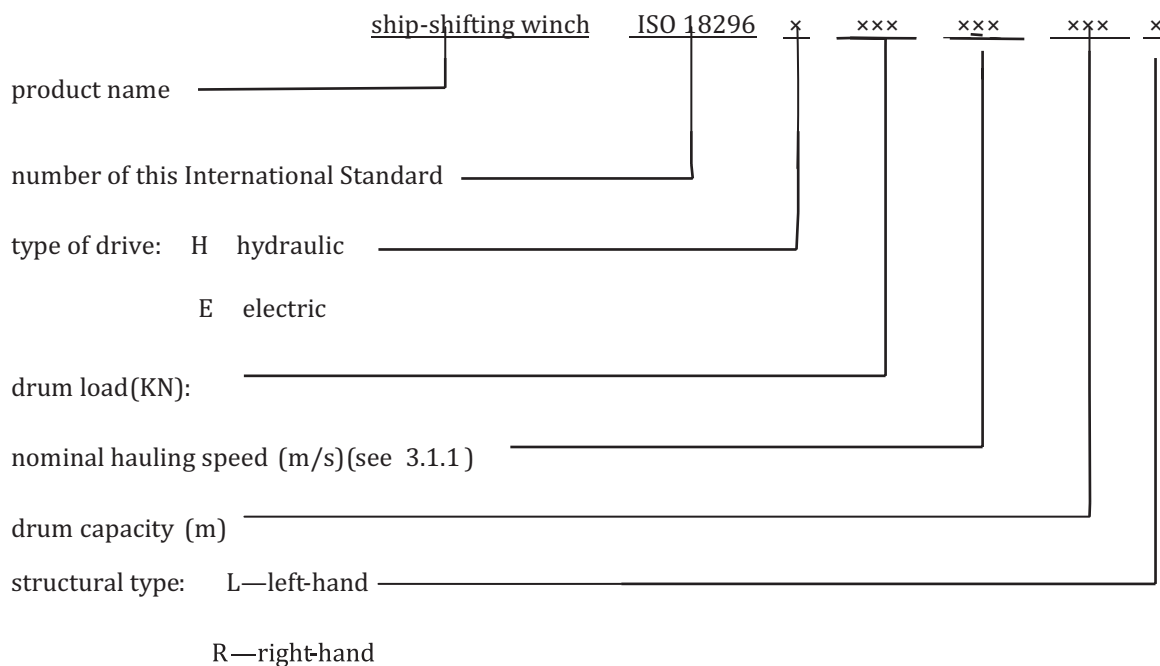 ship-shifting winch ISO 18296 × ××× ××× ××× ×
product name
number of this International Standard
type of drive: H hydraulic
E electric
drum load(KN):
nominal hauling speed (m/s)(see 3.1.1)
drum capacity (m)
structural type: L—left-hand
R—right-hand